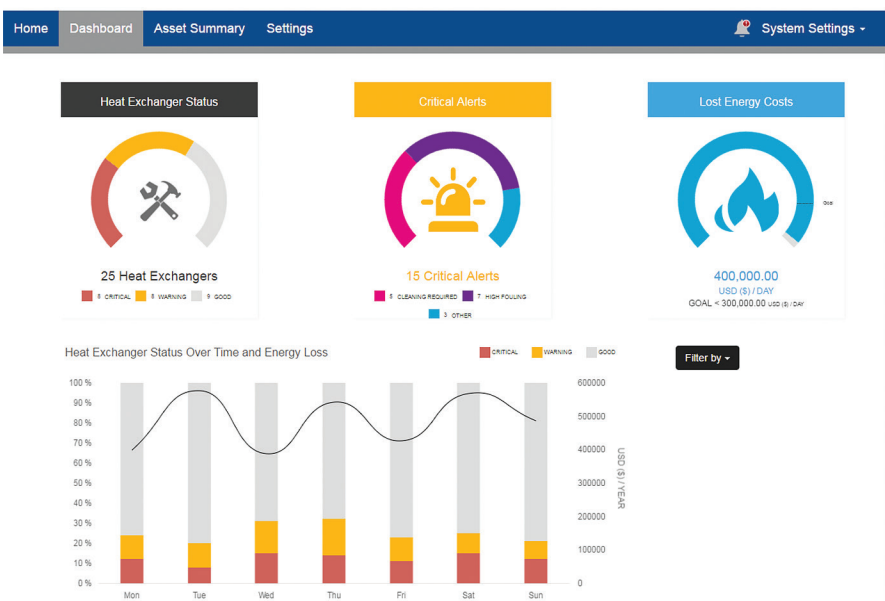 Home Dashboard Asset Summary Settings System Settings
Heat Exchanger Status
Critical Alerts
Lost Energy Costs
Goal
25 Heat Exchangers
8 CRITICAL 8 WARNING 9 GOOD
15 Critical Alerts
5 CLEANING REQUIRED 7 HIGH FOULING
3 OTHER
400,000.00
USD ($) / DAY
GOAL < 300,000.00 USD ($) / DAY
Heat Exchanger Status Over Time and Energy Loss
CRITICAL WARNING GOOD
Filter by
100 % 600000
90 %
80 % 500000
70 %
400000
60 %
50 % 300000
40 %
30 % 200000
20 % 100000
10 %
0 % 0
USD ($) / YEAR
Mon Tue Wed Thu Fri Sat Sun